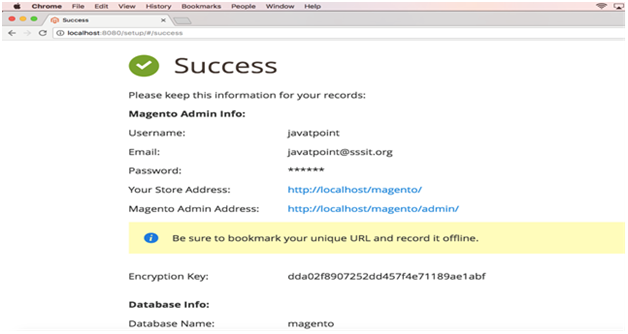 Chrome File Edit View History Bookmarks People Window Help
Success
localhost:8080/setup/#/success
Success
Please keep this information for your records:
Magento Admin Info:
Username: javatpoint
Email: javatpoint@sssit.org
Password: ******
Your Store Address: http://localhost/magento/
Magento Admin Address: http://localhost/magento/admin/
Be sure to bookmark your unique URL and record it offline.
Encryption Key: dda02f8907252dd457f4e71189ae1abf
Database Info:
Database Name: magento